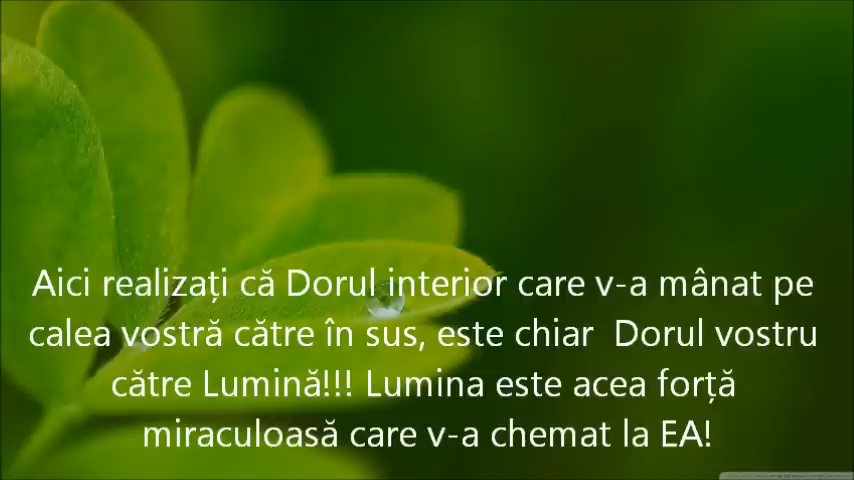 Aici realizați că Dorul interior care v-a mânat pe
calea vostră către în sus, este chiar  Dorul vostru
către Lumină!!! Lumina este acea forță
miraculoasă care v-a chemat la EA!